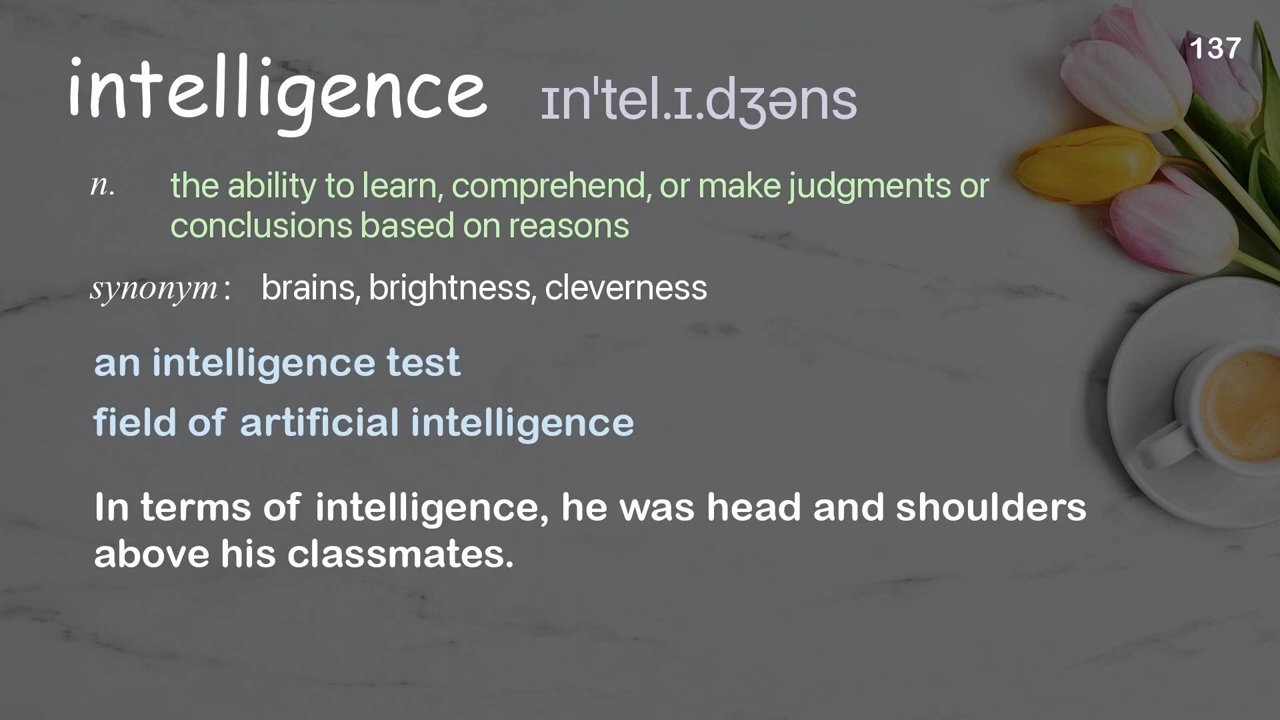 137
intelligence ɪnˈtel.ɪ.dʒəns
n. the ability to learn, comprehend, or make judgments or
conclusions based on reasons
synonym: brains, brightness, cleverness
an intelligence test
field of artificial intelligence
In terms of intelligence, he was head and shoulders
above his classmates.